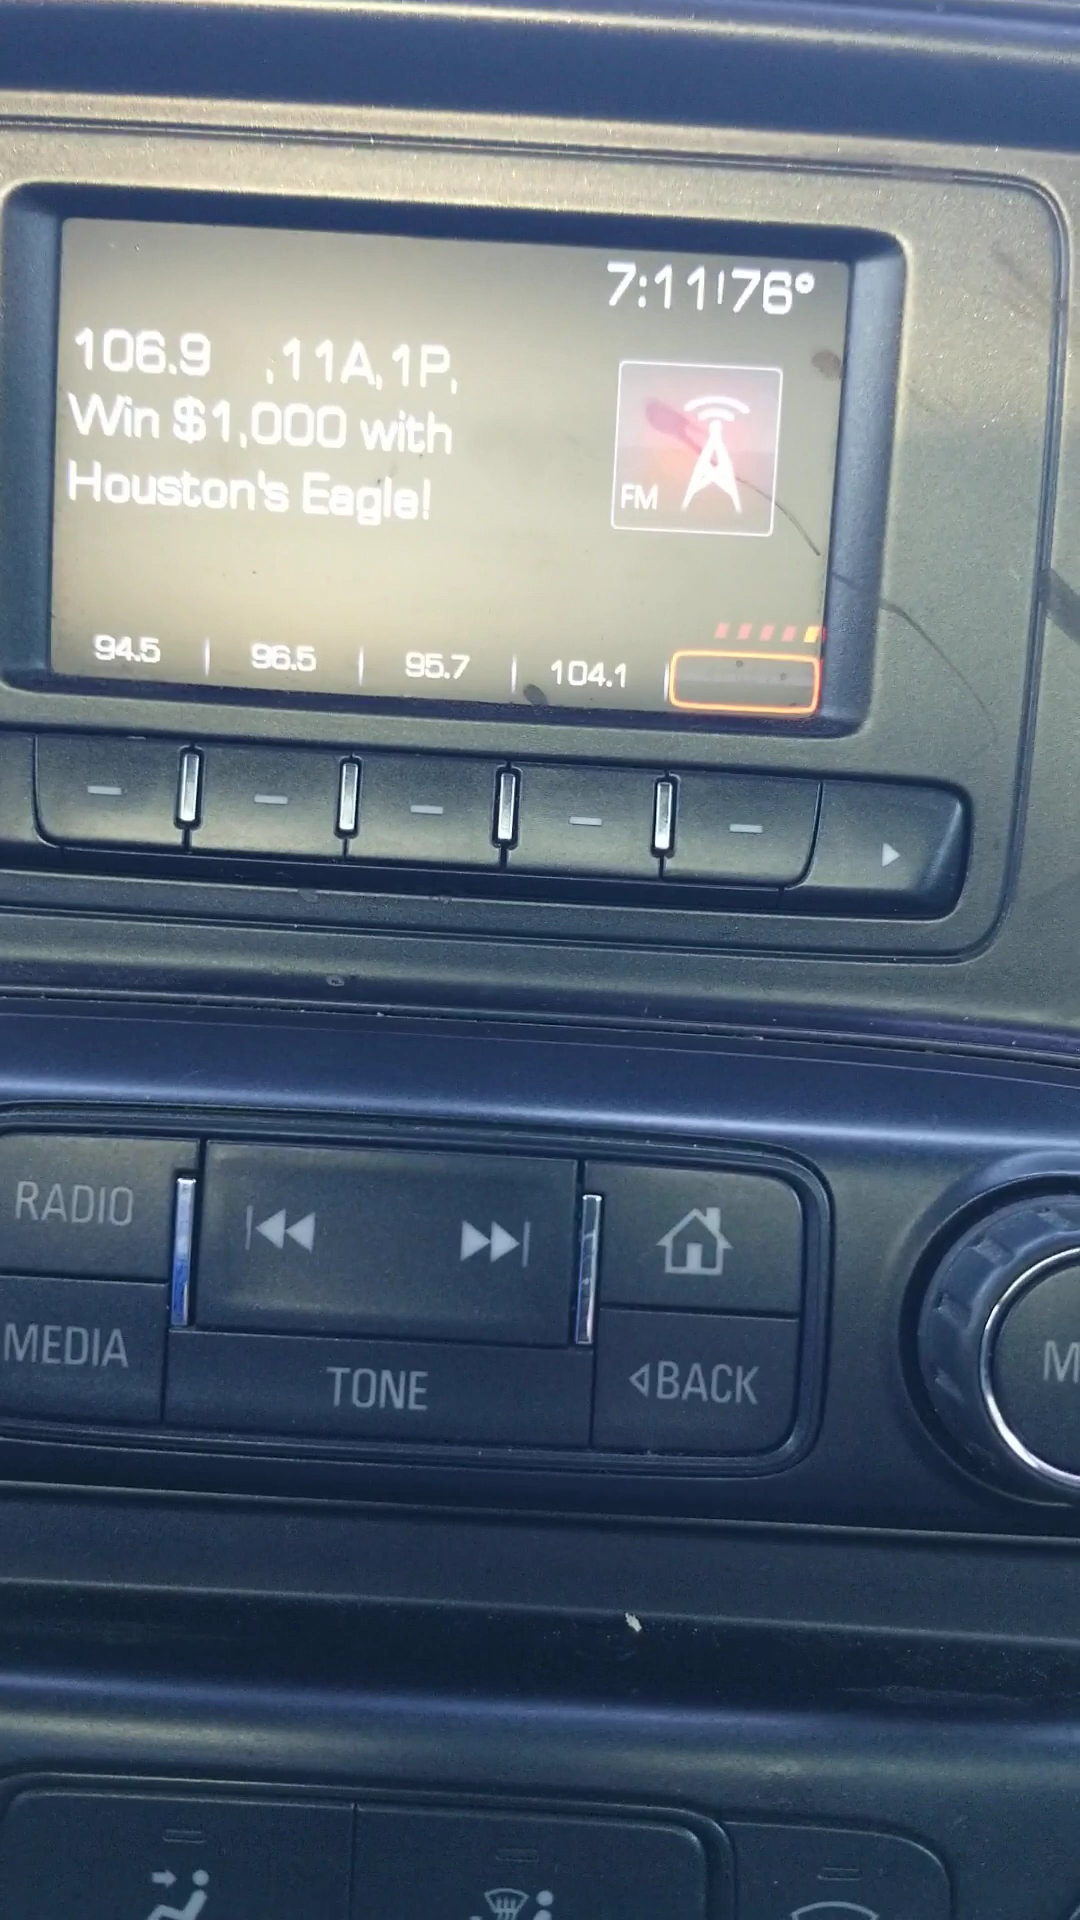 7:11 76°
106.9 ,11A,1P,
Win $1,000 with
Houston's Eagle!
FM
94.5 | 96.5 | 95.7 | 104.1 |
RADIO
MEDIA
TONE
BACK
M